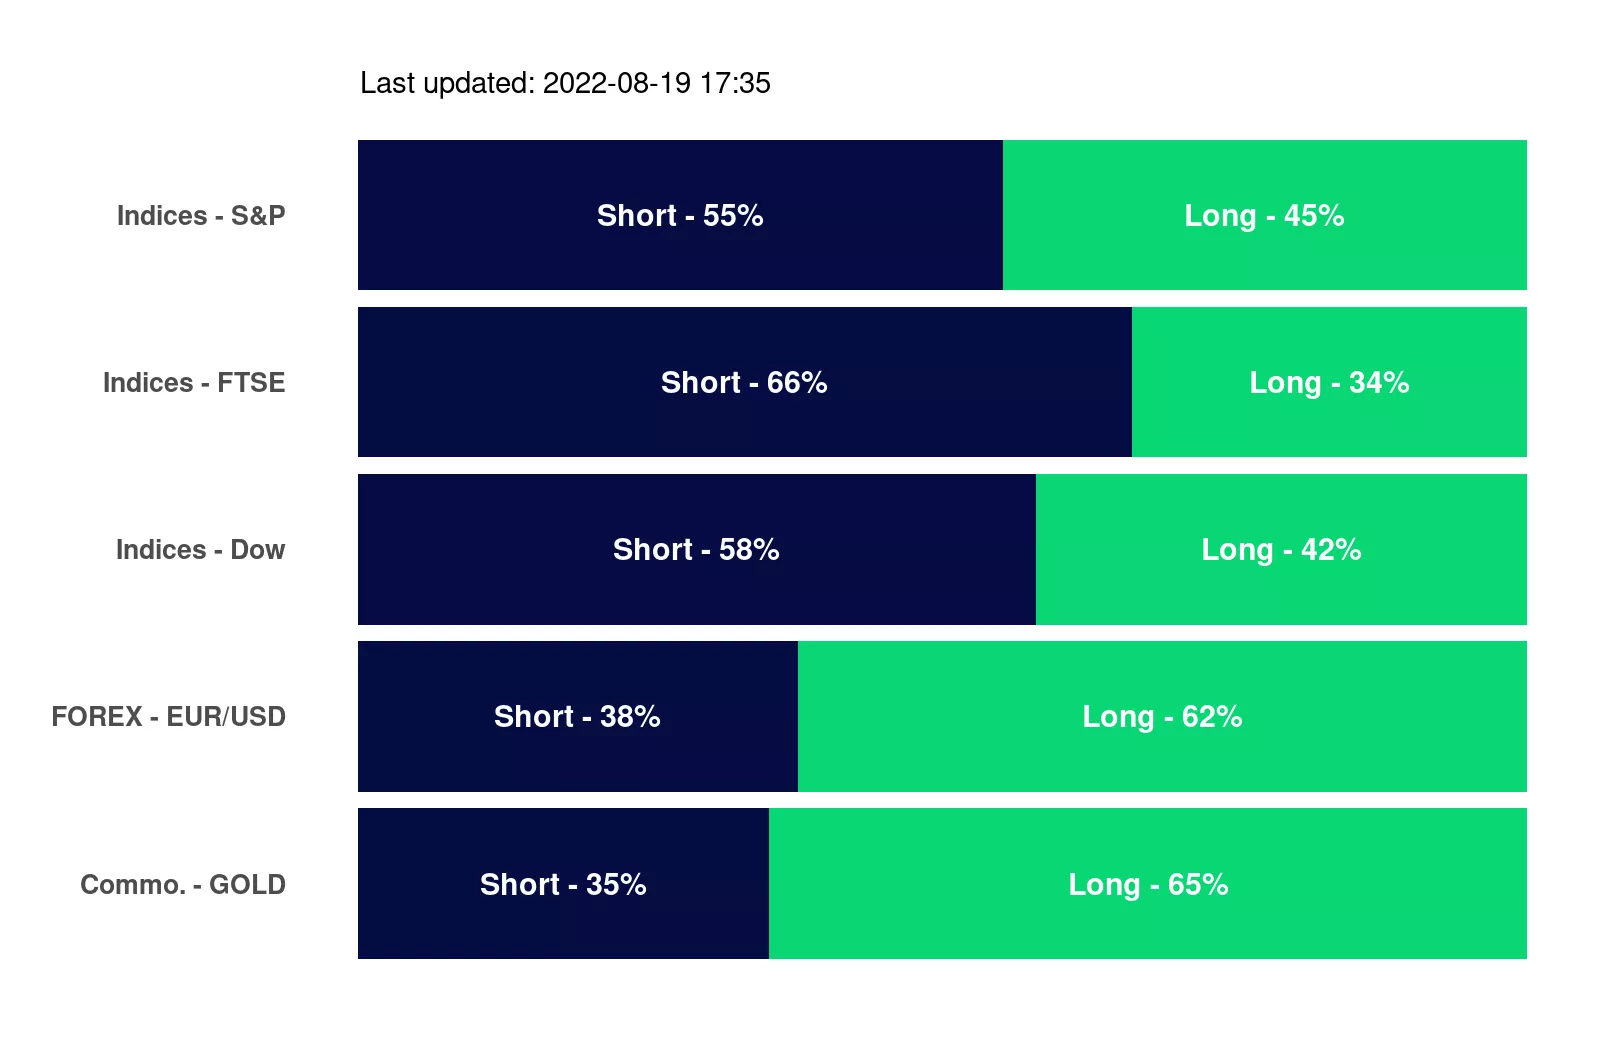 Last updated: 2022-08-19 17:35
Indices - S&P Short - 55% Long - 45%
Indices - FTSE Short - 66% Long - 34%
Indices - Dow Short - 58% Long - 42%
FOREX - EUR/USD Short - 38% Long - 62%
Commo. - GOLD Short - 35% Long - 65%